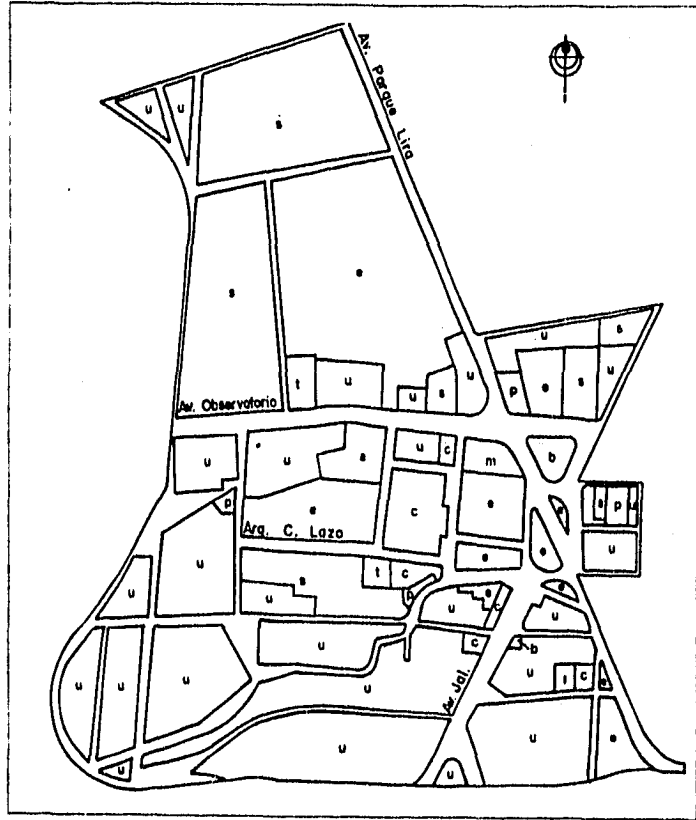 Av. Parque Lira
u u
s
s
e
u s
t u u s u p e s u
Av. Observatorio
u u s u c m b
p e c e s p u
Arq. C. Lazo
u e e u
u s t c
u p u e c u
u u c b
u u u u u t c e
Av. Jal.
u u u u e
u